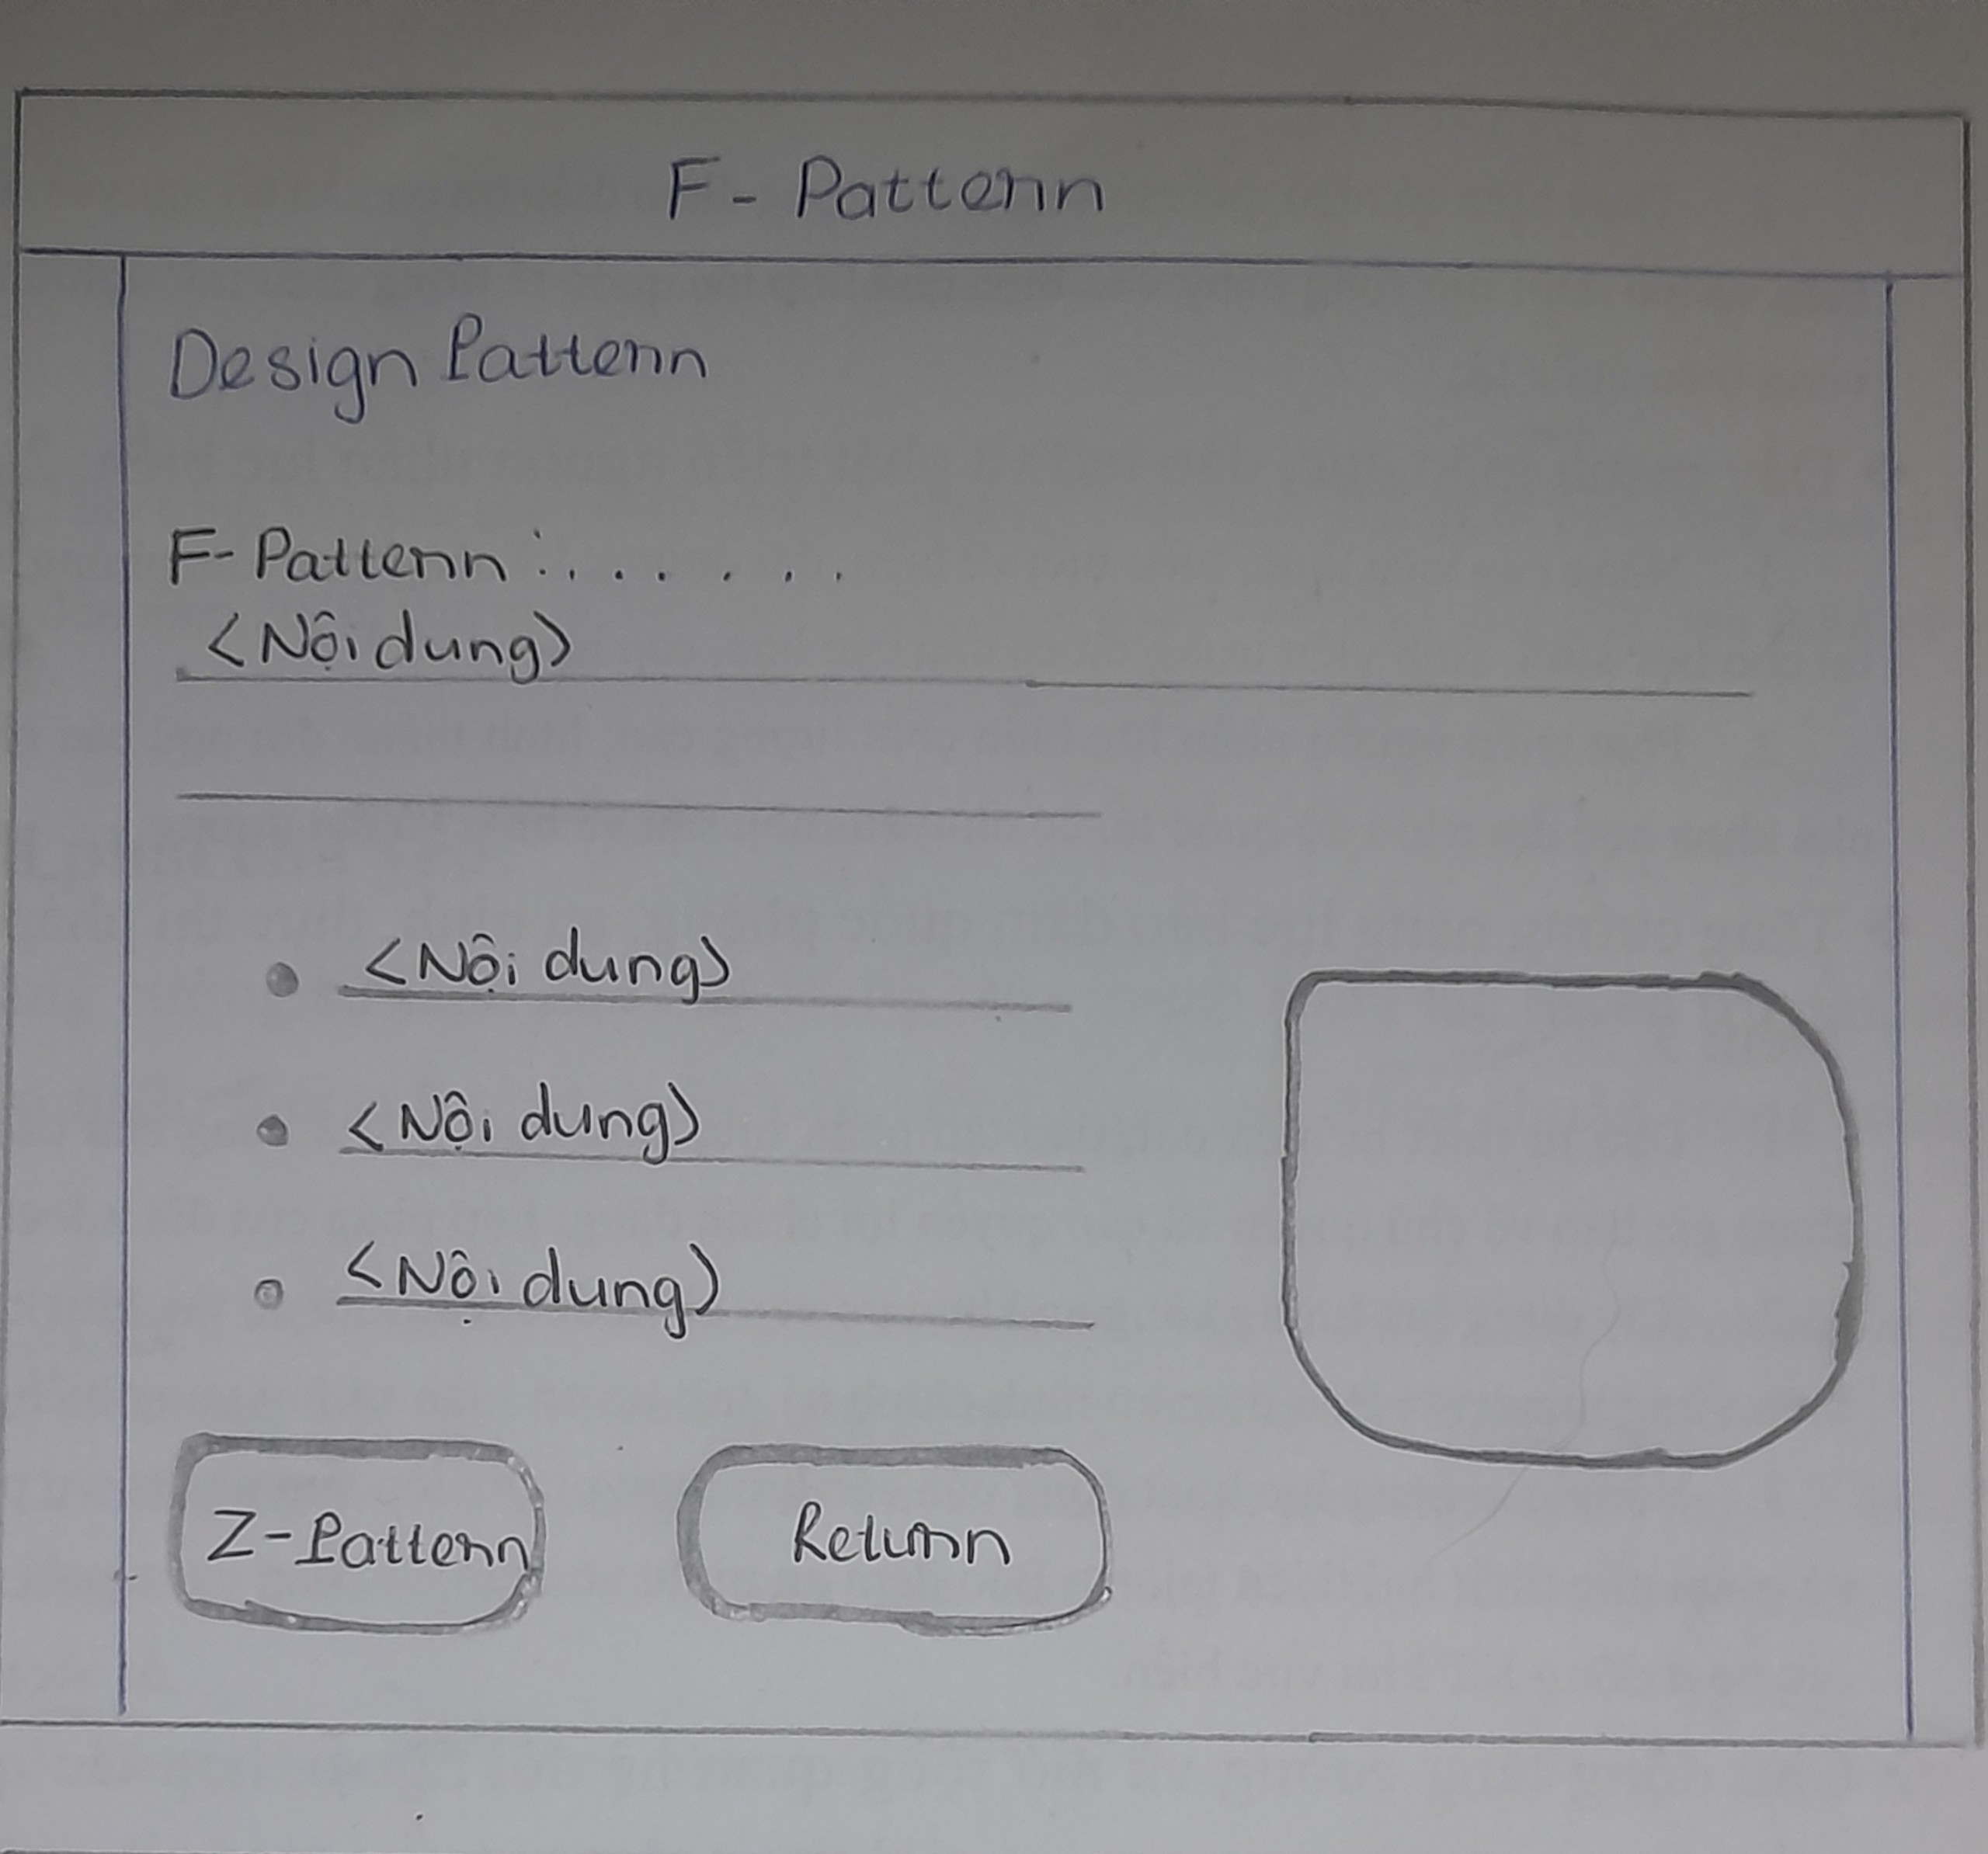 F - Pattern
Design Pattern
F- Pattern : . . . . . .
<Nội dung>
<Nội dung>
<Nội dung>
<Nội dung>
Z-Pattern
Return